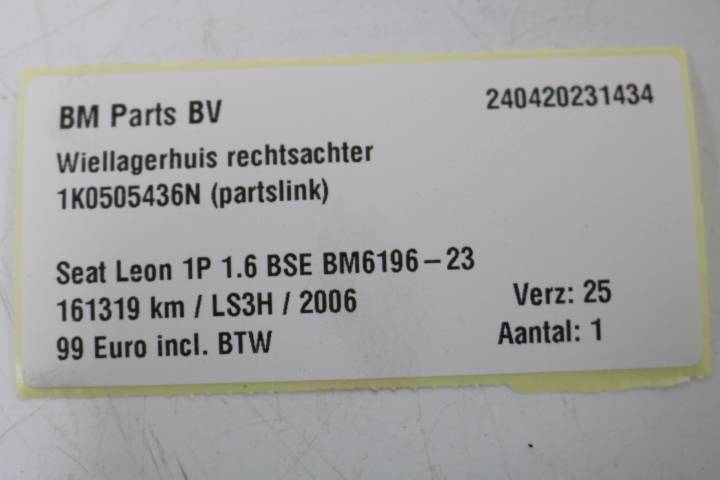 BM Parts BV 240420231434
Wiellagerhuis rechtsachter
1K0505436N (partslink)
Seat Leon 1P 1.6 BSE BM6196-23
161319 km / LS3H / 2006 Verz: 25
99 Euro incl. BTW Aantal: 1